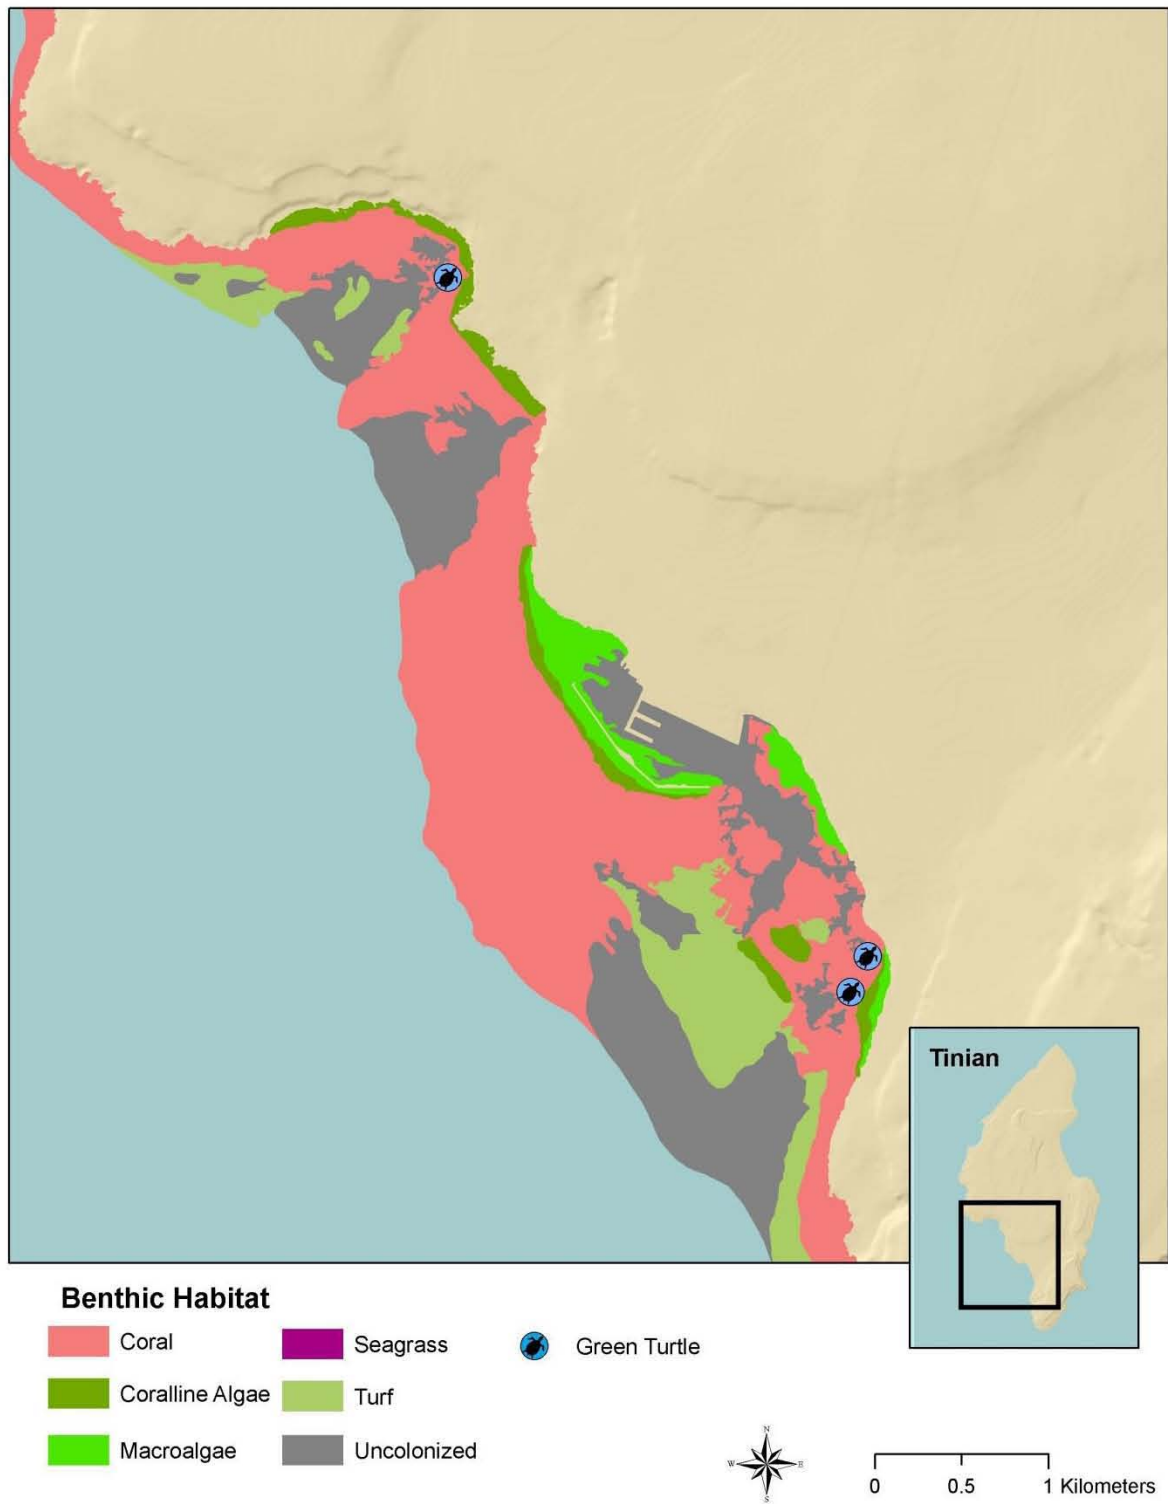 Tinian
Benthic Habitat
Coral
Seagrass
Green Turtle
Coralline Algae
Turf
Macroalgae
Uncolonized
N
W
E
S
0
0.5
1 Kilometers